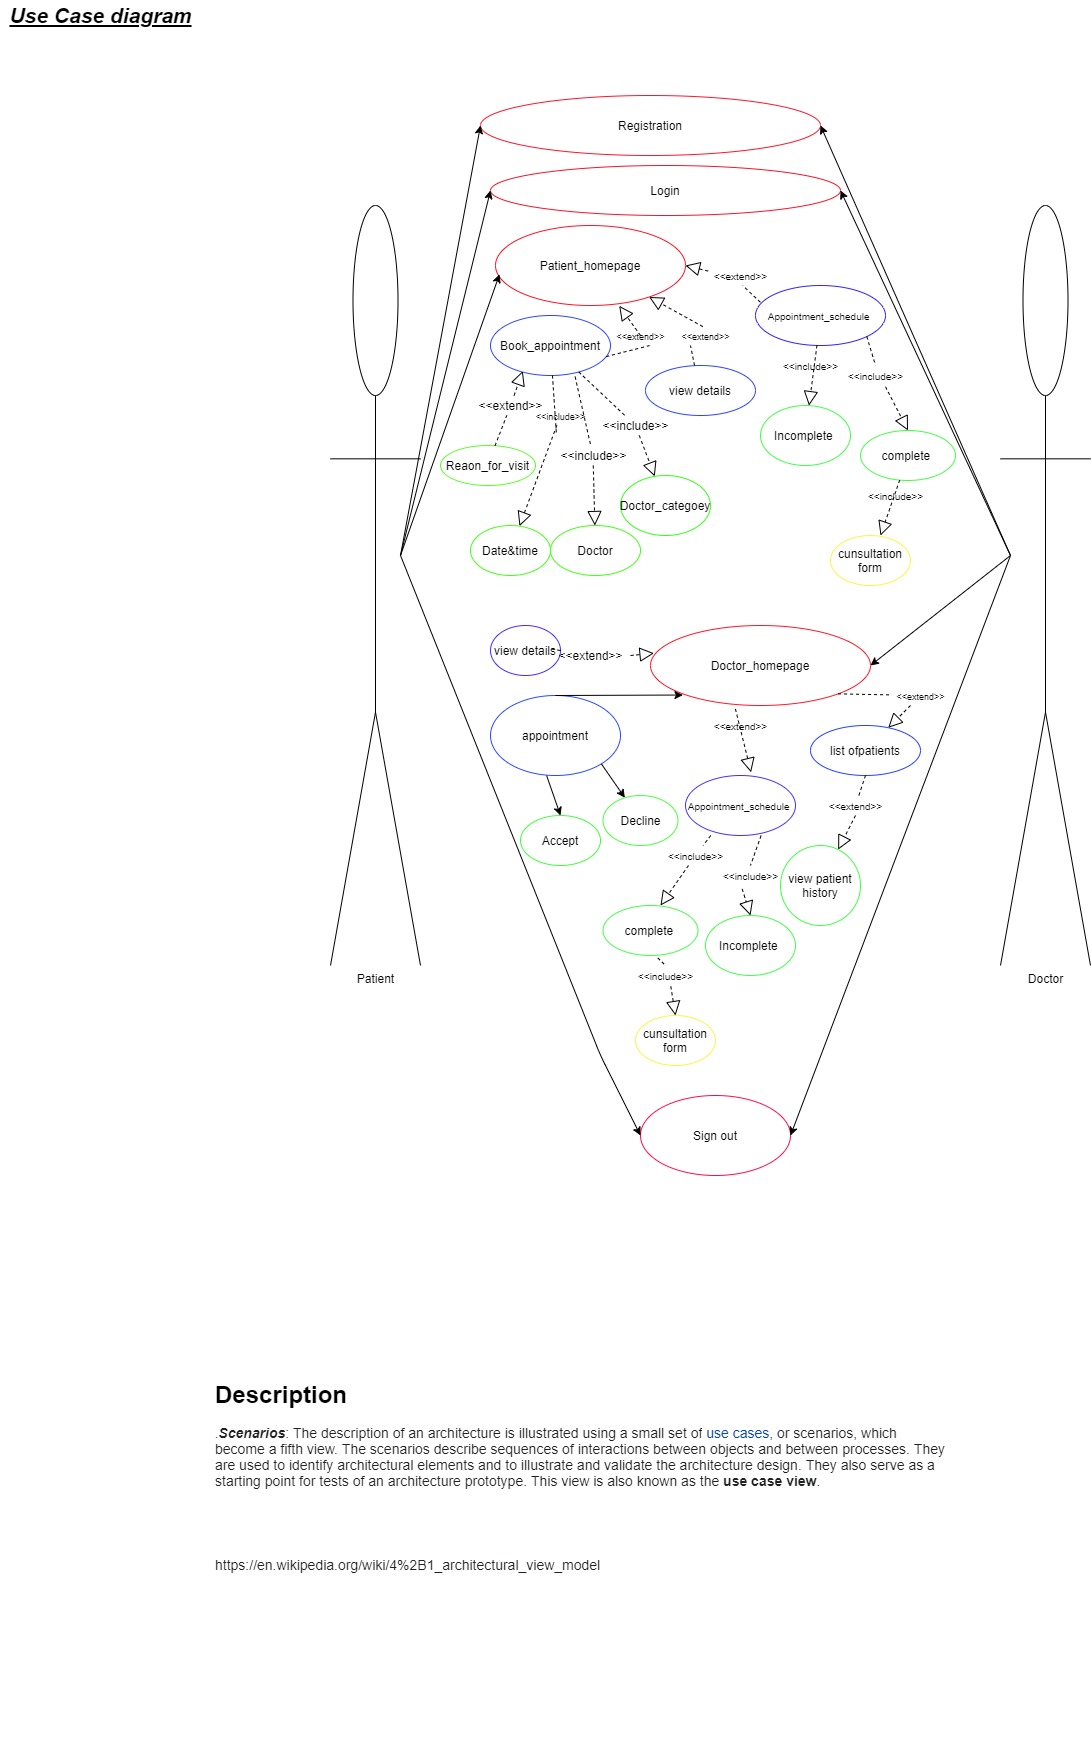 Use Case diagram
Registration
Login
Patient_homepage
<<extend>>
Appointment_schedule
Book_appointment
<<extend>>
<<extend>>
<<include>>
<<include>>
view details
<<extend>>
<<include>>
<<include>>
Incomplete
complete
<<include>>
Reaon_for_visit
<<include>>
Doctor_categoey
Date&time
Doctor
cunsultation
form
view details
<<extend>>
Doctor_homepage
<<extend>>
appointment
<<extend>>
list ofpatients
Appointment_schedule
<<extend>>
Accept
Decline
<<include>>
<<include>>
view patient
history
complete
Incomplete
<<include>>
Patient
Doctor
cunsultation
form
Sign out
Description
.Scenarios: The description of an architecture is illustrated using a small set of use cases, or scenarios, which
become a fifth view. The scenarios describe sequences of interactions between objects and between processes. They
are used to identify architectural elements and to illustrate and validate the architecture design. They also serve as a
starting point for tests of an architecture prototype. This view is also known as the use case view.
https://en.wikipedia.org/wiki/4%2B1_architectural_view_model